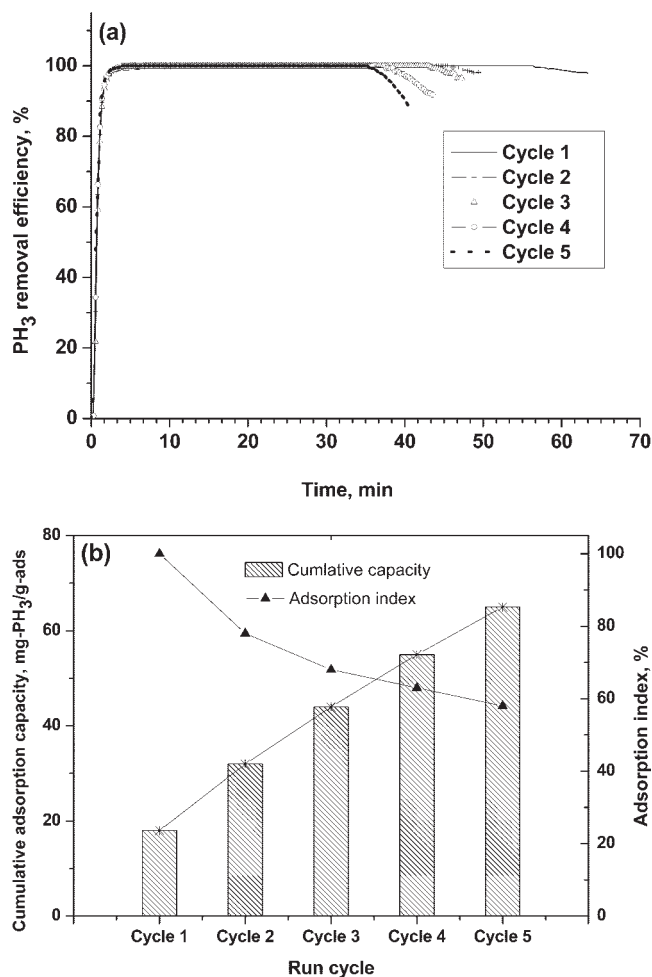 (a)
100
80
60
40
20
0
PH3 removal efficiency, %
Cycle 1
Cycle 2
Cycle 3
Cycle 4
Cycle 5
0 10 20 30 40 50 60 70
Time, min
(b)
80
60
40
20
0
Cumulative adsorption capacity, mg-PH3/g-ads
Cumlative capacity
Adsorption index
100
80
60
40
20
0
Adsorption index, %
Cycle 1 Cycle 2 Cycle 3 Cycle 4 Cycle 5
Run cycle